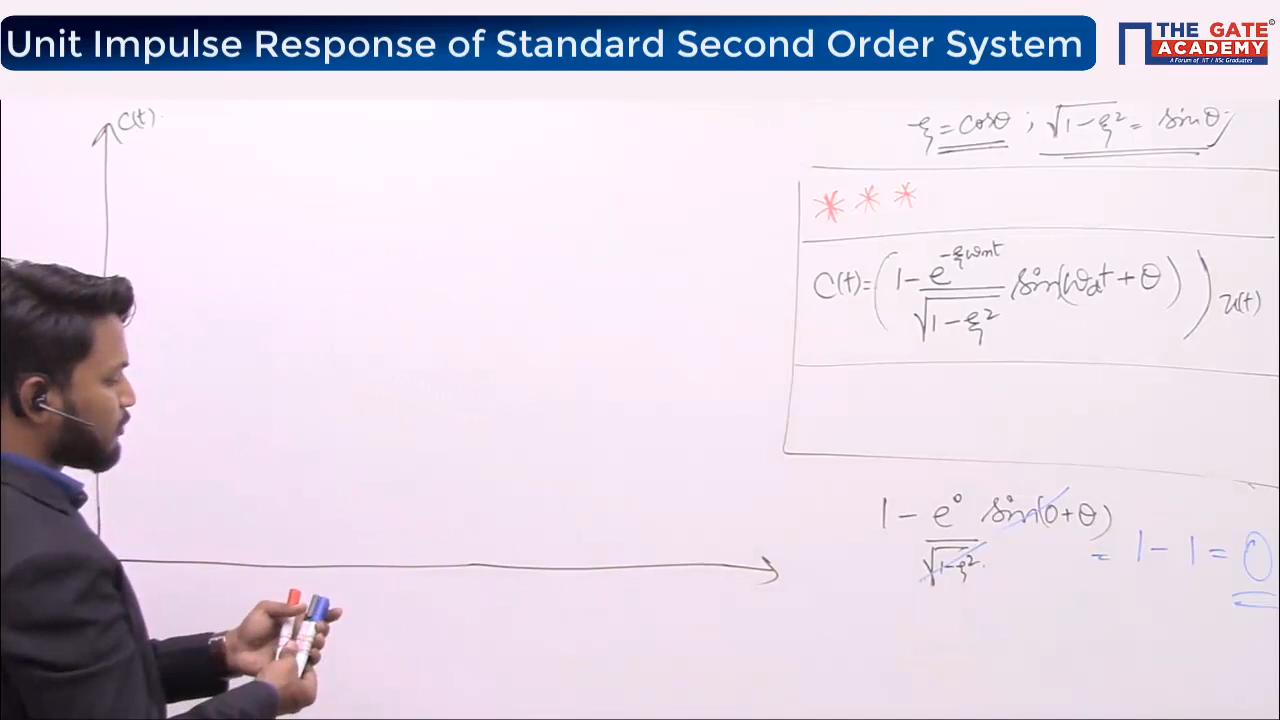 Unit Impulse Response of Standard Second Order System
THE GATE ACADEMY
A Forum of IIT / IISc Graduates
C(t)
ξ = cosθ ; √1-ξ² = sinθ
* * *
C(t) = (1 - e^-ξωnt / √1-ξ² sin(ωdt + θ)) u(t)
1 - e⁰ / √1-ξ² sin(0+θ) = 1 - 1 = 0